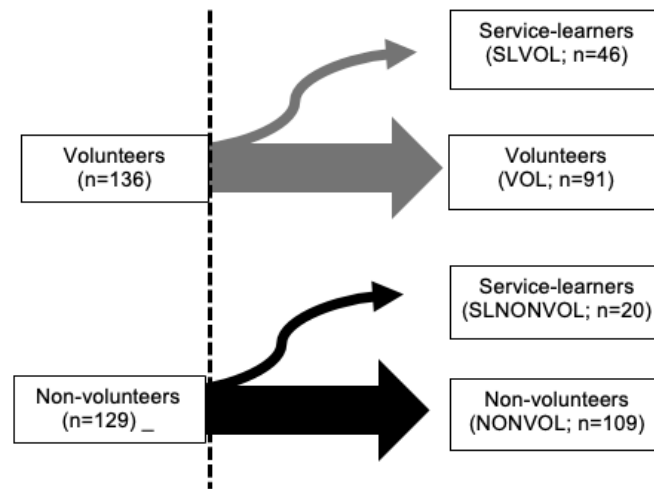 Service-learners
(SLVOL; n=46)
Volunteers
(n=136)
Volunteers
(VOL; n=91)
Service-learners
(SLNONVOL; n=20)
Non-volunteers
(n=129) _
Non-volunteers
(NONVOL; n=109)